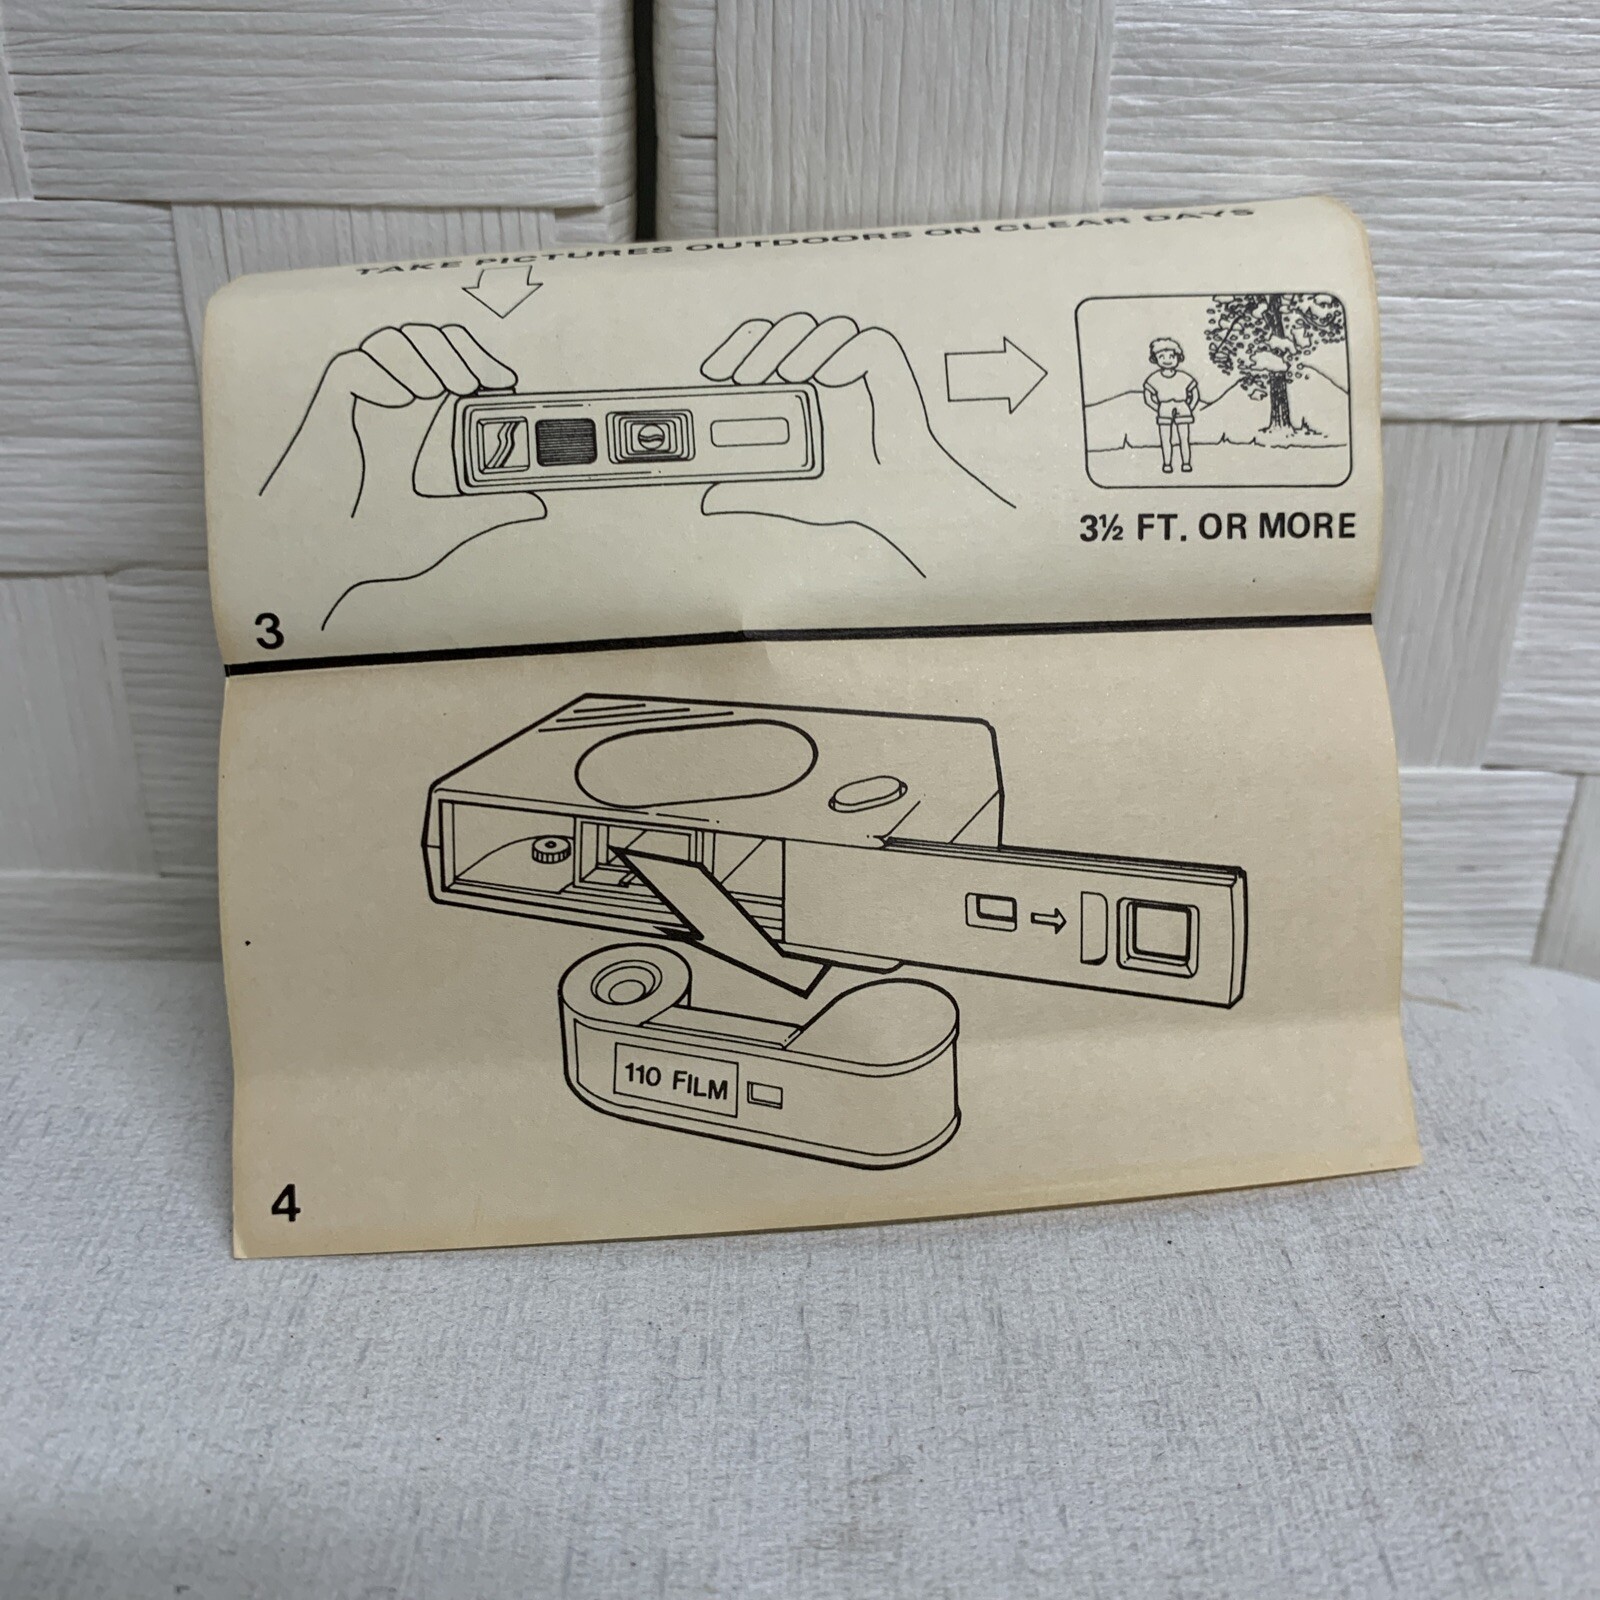 TAKE PICTURES OUTDOORS ON CLEAR DAYS
3½ FT. OR MORE
3
110 FILM
4